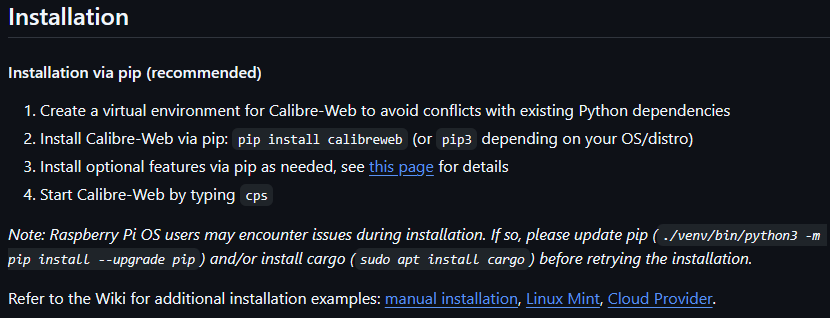 Installation
Installation via pip (recommended)
1. Create a virtual environment for Calibre-Web to avoid conflicts with existing Python dependencies
2. Install Calibre-Web via pip: pip install calibreweb (or pip3 depending on your OS/distro)
3. Install optional features via pip as needed, see this page for details
4. Start Calibre-Web by typing cps
Note: Raspberry Pi OS users may encounter issues during installation. If so, please update pip ( ./venv/bin/python3 -m
pip install --upgrade pip ) and/or install cargo ( sudo apt install cargo ) before retrying the installation.
Refer to the Wiki for additional installation examples: manual installation, Linux Mint, Cloud Provider.